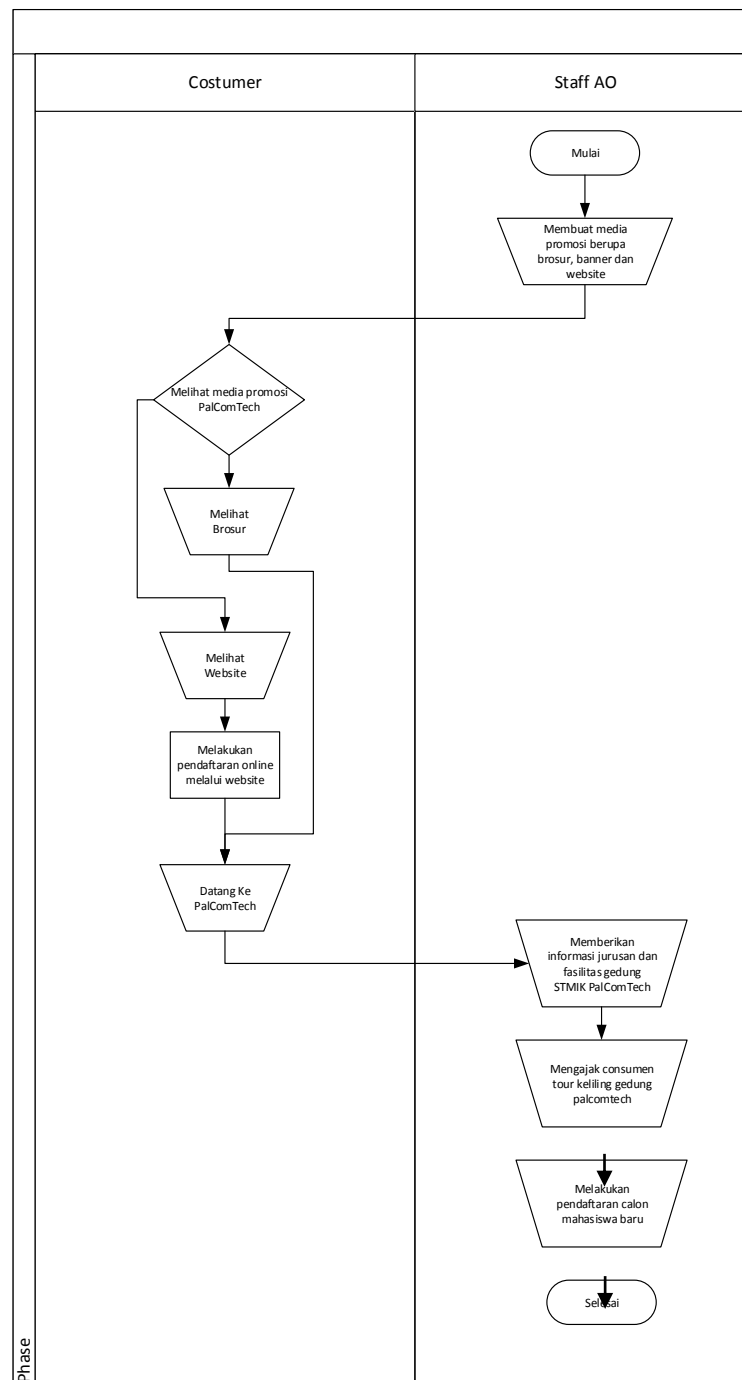 Costumer
Staff AO
Mulai
Membuat media
promosi berupa
brosur, banner dan
website
Melihat media promosi
PalComTech
Melihat
Brosur
Melihat
Website
Melakukan
pendaftaran online
melalui website
Datang Ke
PalComTech
Memberikan
informasi jurusan dan
fasilitas gedung
STMIK PalComTech
Mengajak consumen
tour keliling gedung
palcomtech
Melakukan
pendaftaran calon
mahasiswa baru
Selesai
Phase